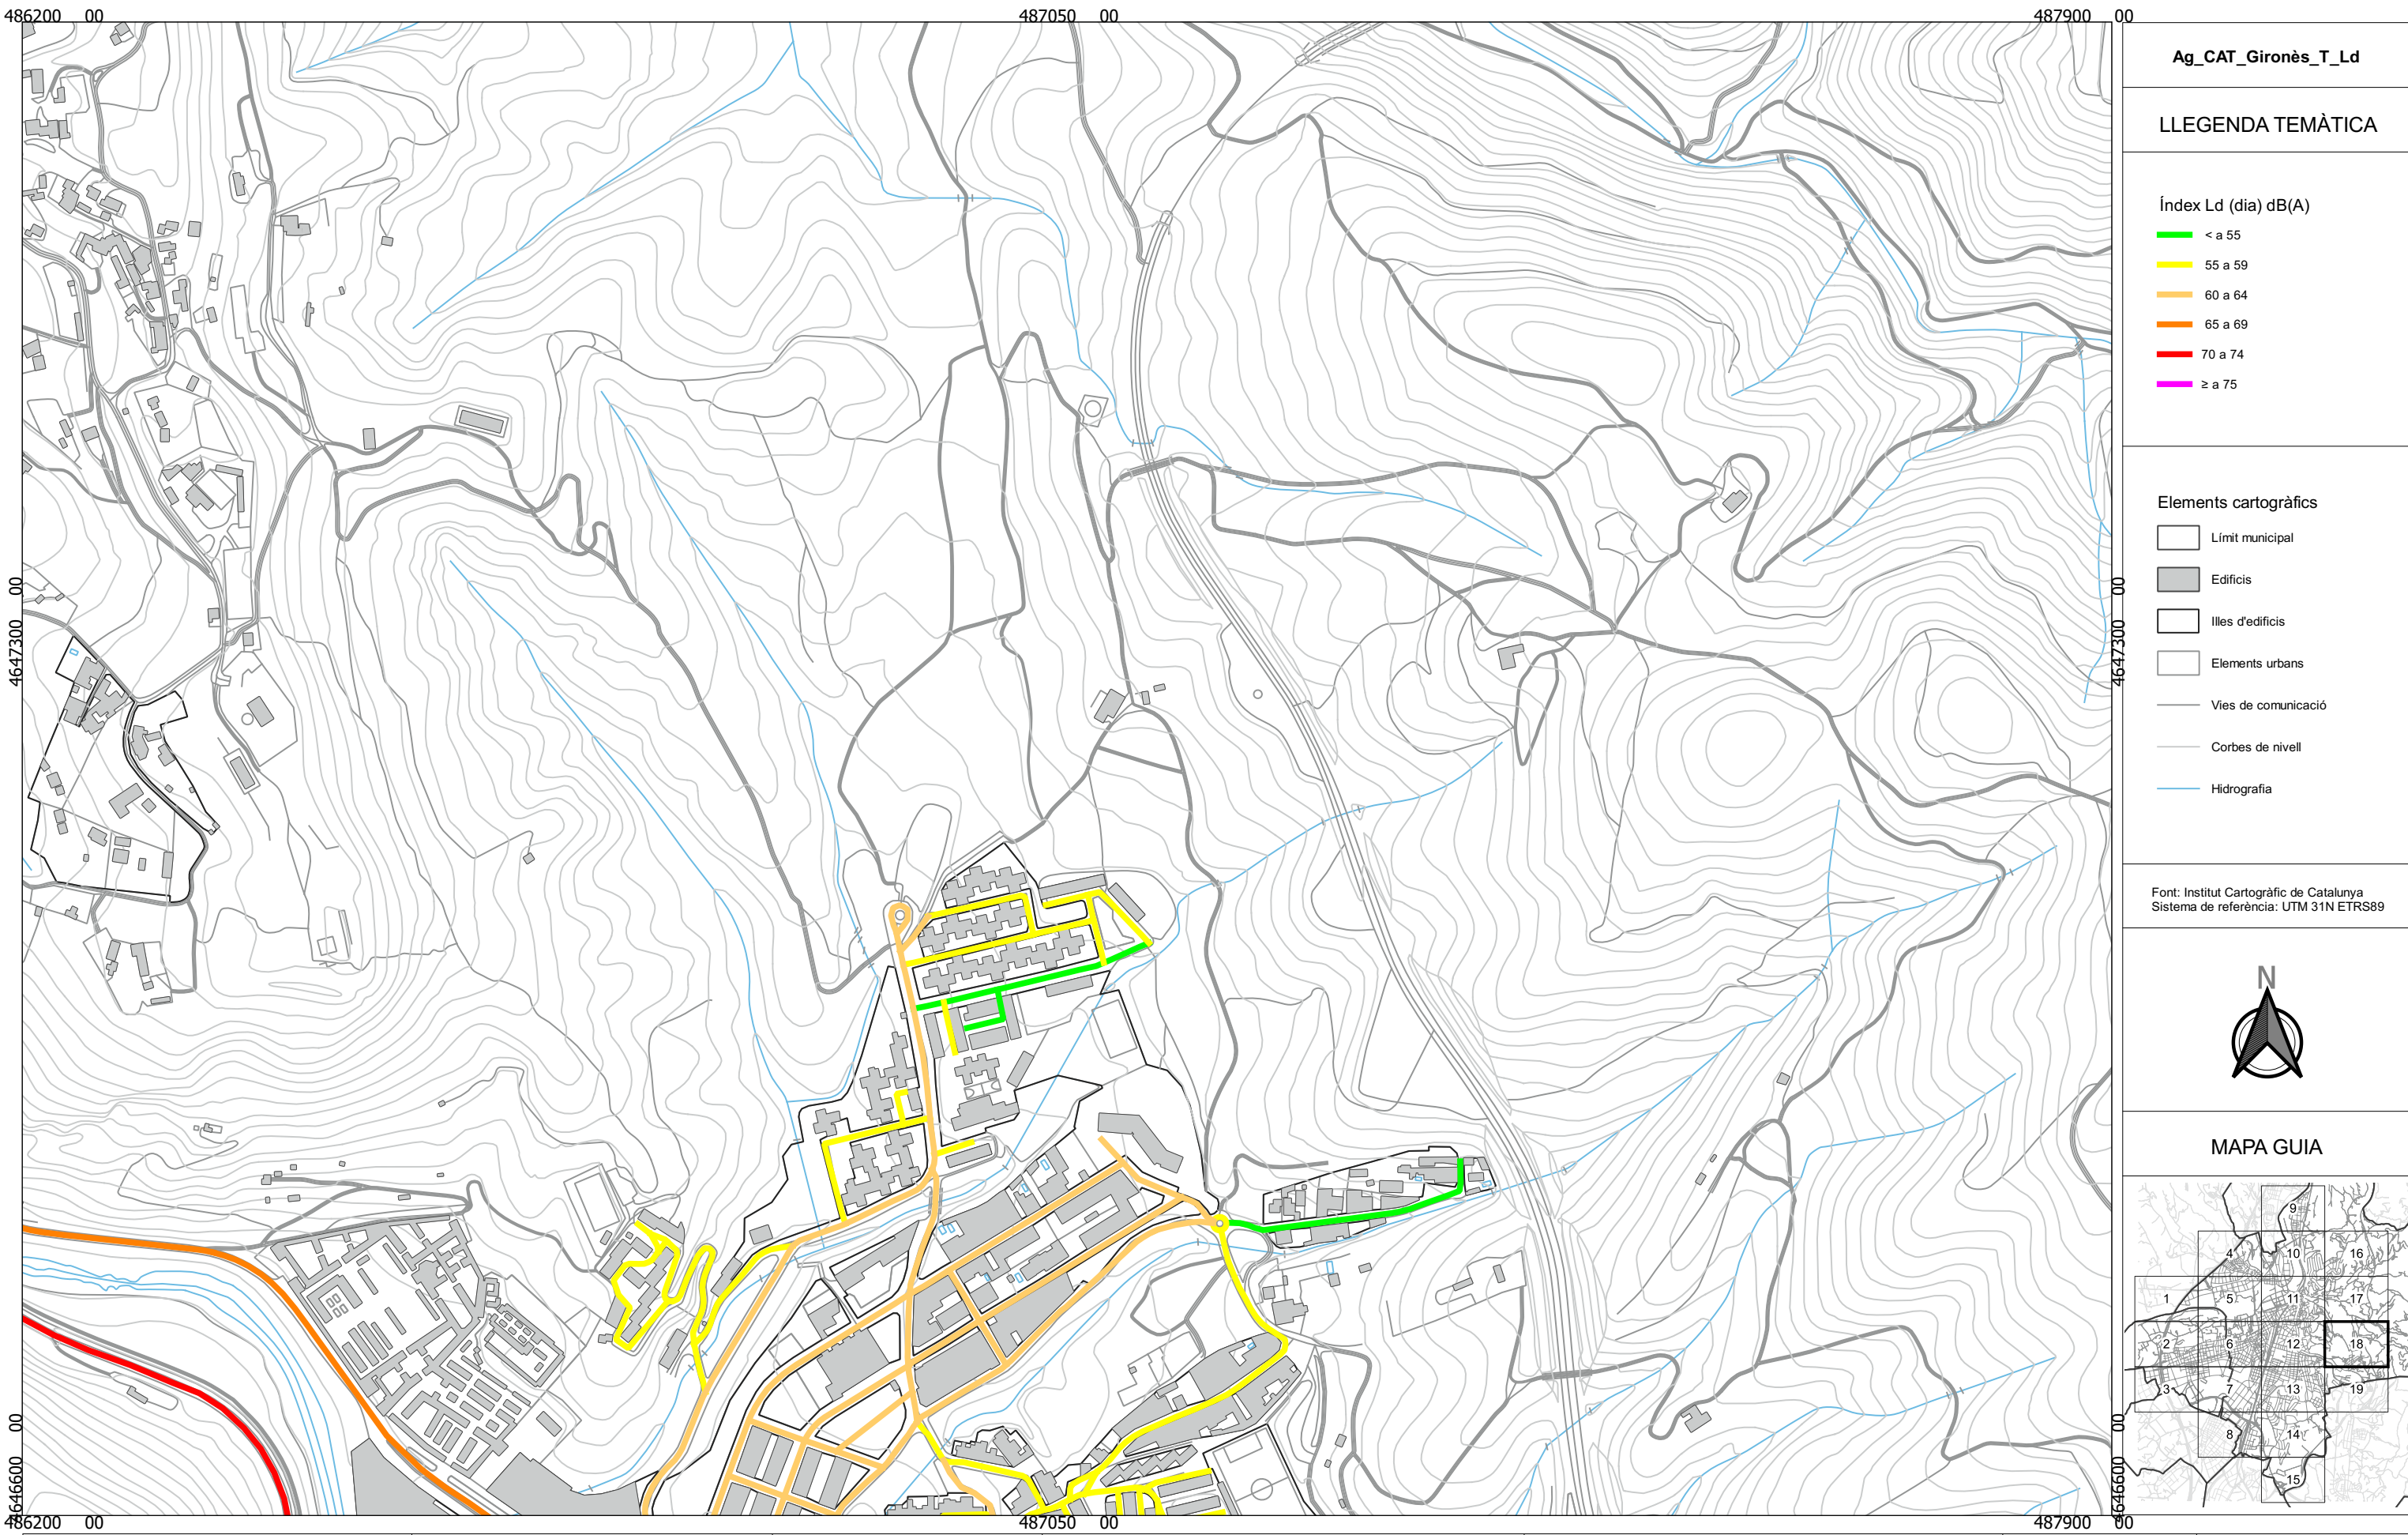 486200 00
487050 00
487900 00
4647300 00
4646600 00
4647300 00
4646600 00
486200 00
487050 00
487900 00
Ag_CAT_Gironès_T_Ld
LLEGENDA TEMÀTICA
Índex Ld (dia) dB(A)
< a 55
55 a 59
60 a 64
65 a 69
70 a 74
≥ a 75
Elements cartogràfics
Límit municipal
Edificis
Illes d'edificis
Elements urbans
Vies de comunicació
Corbes de nivell
Hidrografia
Font: Institut Cartogràfic de Catalunya
Sistema de referència: UTM 31N ETRS89
N
MAPA GUIA
9
4 10 16
1 5 11 17
2 6 12 18
3 7 13 19
8 14
15